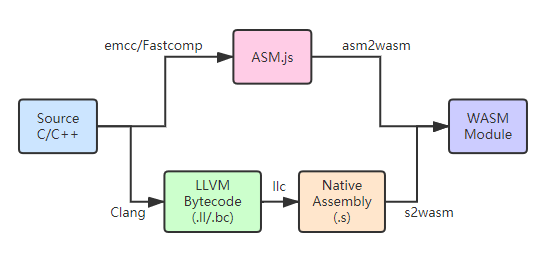 emcc/Fastcomp
ASM.js
asm2wasm
Source
C/C++
WASM
Module
Clang
LLVM
Bytecode
(.ll/.bc)
llc
Native
Assembly
(.s)
s2wasm